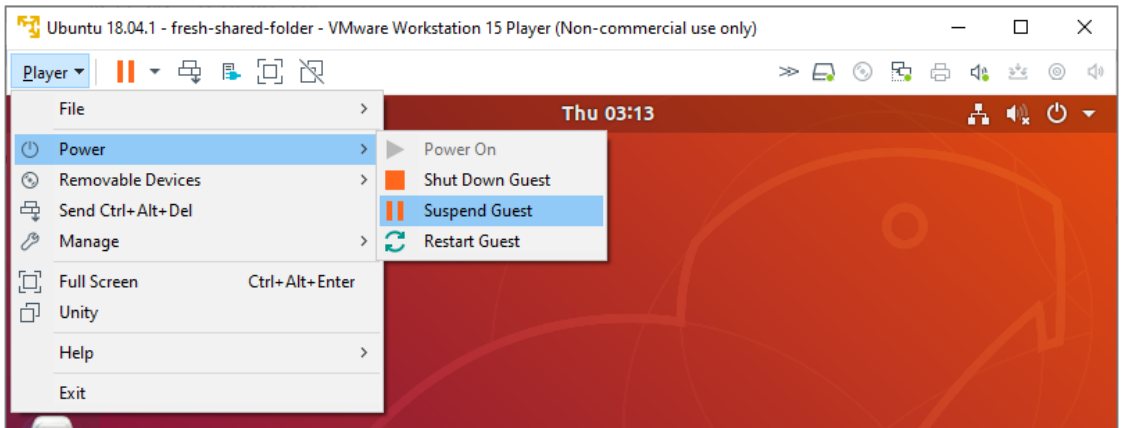 Ubuntu 18.04.1 - fresh-shared-folder - VMware Workstation 15 Player (Non-commercial use only)
Player
Thu 03:13
File
Power
Removable Devices
Send Ctrl+Alt+Del
Manage
Full Screen Ctrl+Alt+Enter
Unity
Help
Exit
Power On
Shut Down Guest
Suspend Guest
Restart Guest